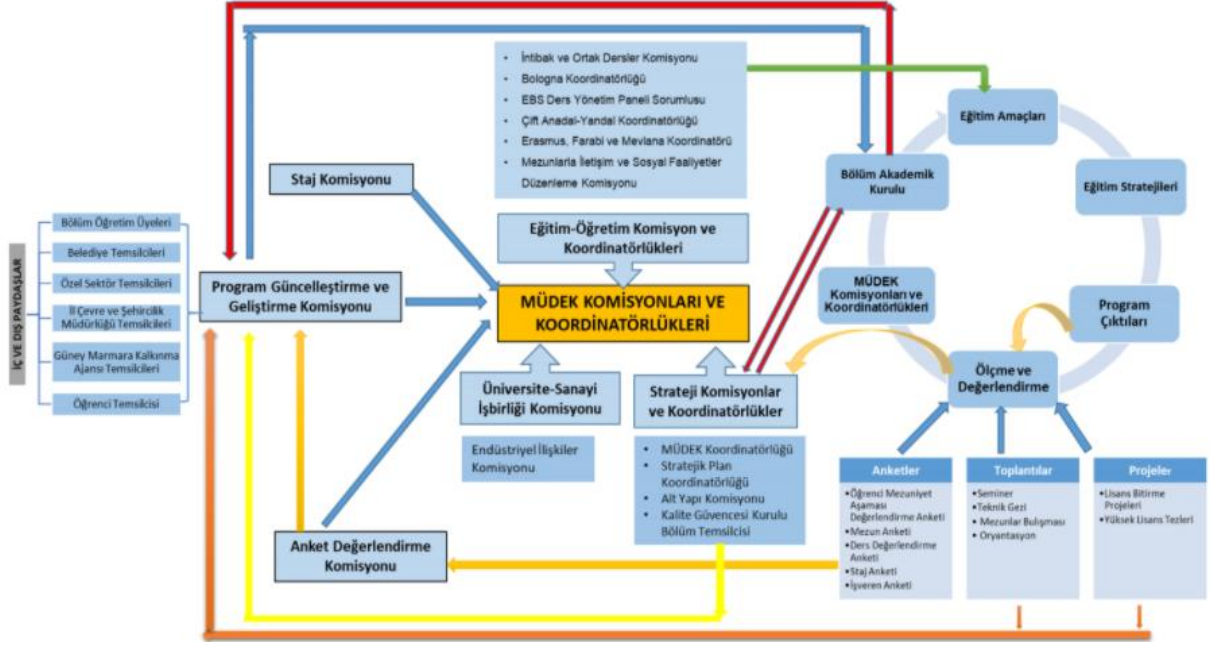 • İntibak ve Ortak Dersler Komisyonu
• Bologna Koordinatörlüğü
• EBS Ders Yönetim Paneli Sorumlusu
• Çift Anadal-Yandal Koordinatörlüğü
• Erasmus, Farabi ve Mevlana Koordinatörü
• Mezunlarla İletişim ve Sosyal Faaliyetler
Düzenleme Komisyonu
Eğitim Amaçları
Bölüm Akademik
Kurulu
Eğitim Stratejileri
MÜDEK
Komisyonları ve
Koordinatörlükleri
Program
Çıktıları
Ölçme ve
Değerlendirme
Staj Komisyonu
Eğitim-Öğretim Komisyon ve
Koordinatörlükleri
İÇ VE DIŞ PAYDAŞLAR
Bölüm Öğretim Üyeleri
Belediye Temsilcileri
Özel Sektör Temsilcileri
İl Çevre ve Şehircilik
Müdürlüğü Temsilcileri
Güney Marmara Kalkınma
Ajansı Temsilcileri
Öğrenci Temsilcisi
Program Güncelleştirme ve
Geliştirme Komisyonu
MÜDEK KOMİSYONLARI VE
KOORDİNATÖRLÜKLERİ
Üniversite-Sanayi
İşbirliği Komisyonu
Endüstriyel İlişkiler
Komisyonu
Strateji Komisyonlar
ve Koordinatörlükler
• MÜDEK Koordinatörlüğü
• Stratejik Plan
Koordinatörlüğü
• Alt Yapı Komisyonu
• Kalite Güvencesi Kurulu
Bölüm Temsilcisi
Anket Değerlendirme
Komisyonu
Anketler
•Öğrenci Mezuniyet
Aşaması
Değerlendirme Anketi
•Mezun Anketi
•Ders Değerlendirme
Anketi
•Staj Anketi
•İşveren Anketi
Toplantılar
•Seminer
•Teknik Gezi
• Mezunlar Buluşması
• Oryantasyon
Projeler
•Lisans Bitirme
Projeleri
•Yüksek Lisans Tezleri